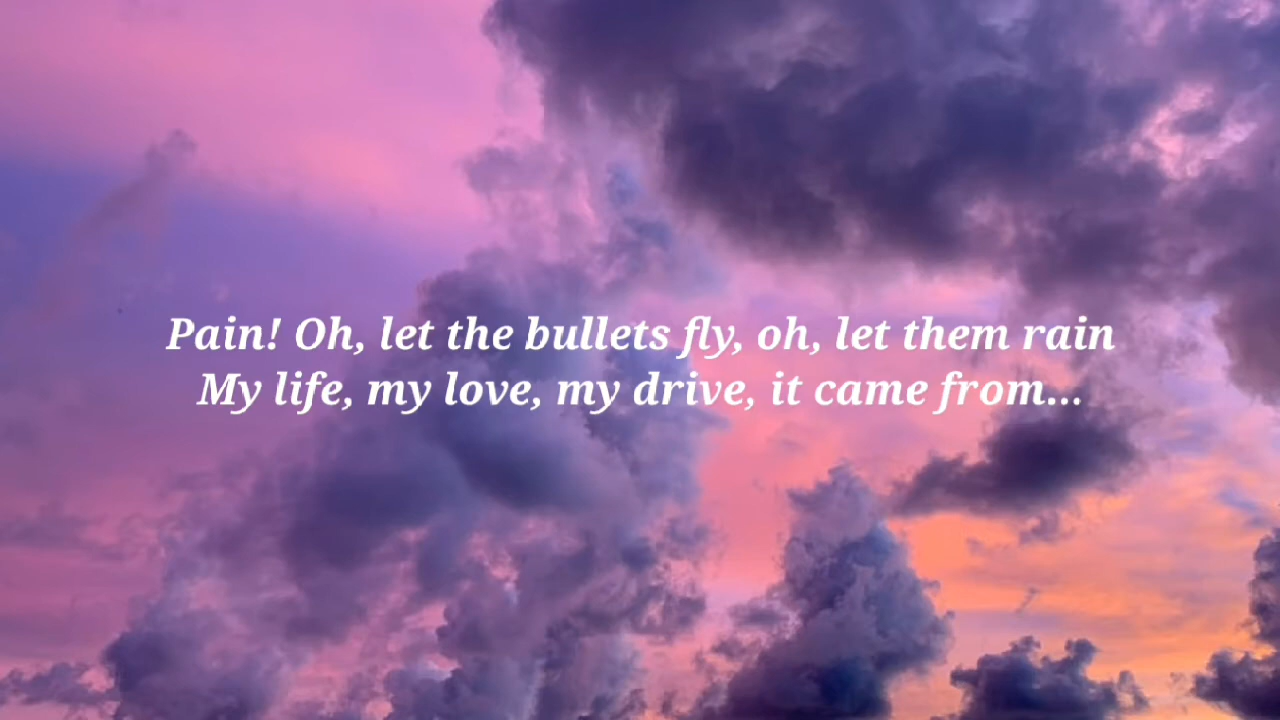 Pain! Oh, let the bullets fly, oh, let them rain
My life, my love, my drive, it came from...